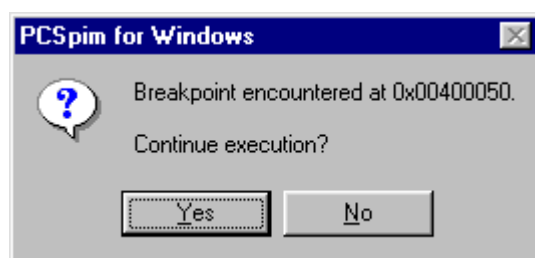 PCSpim for Windows
?
Breakpoint encountered at 0x00400050.
Continue execution?
Yes
No